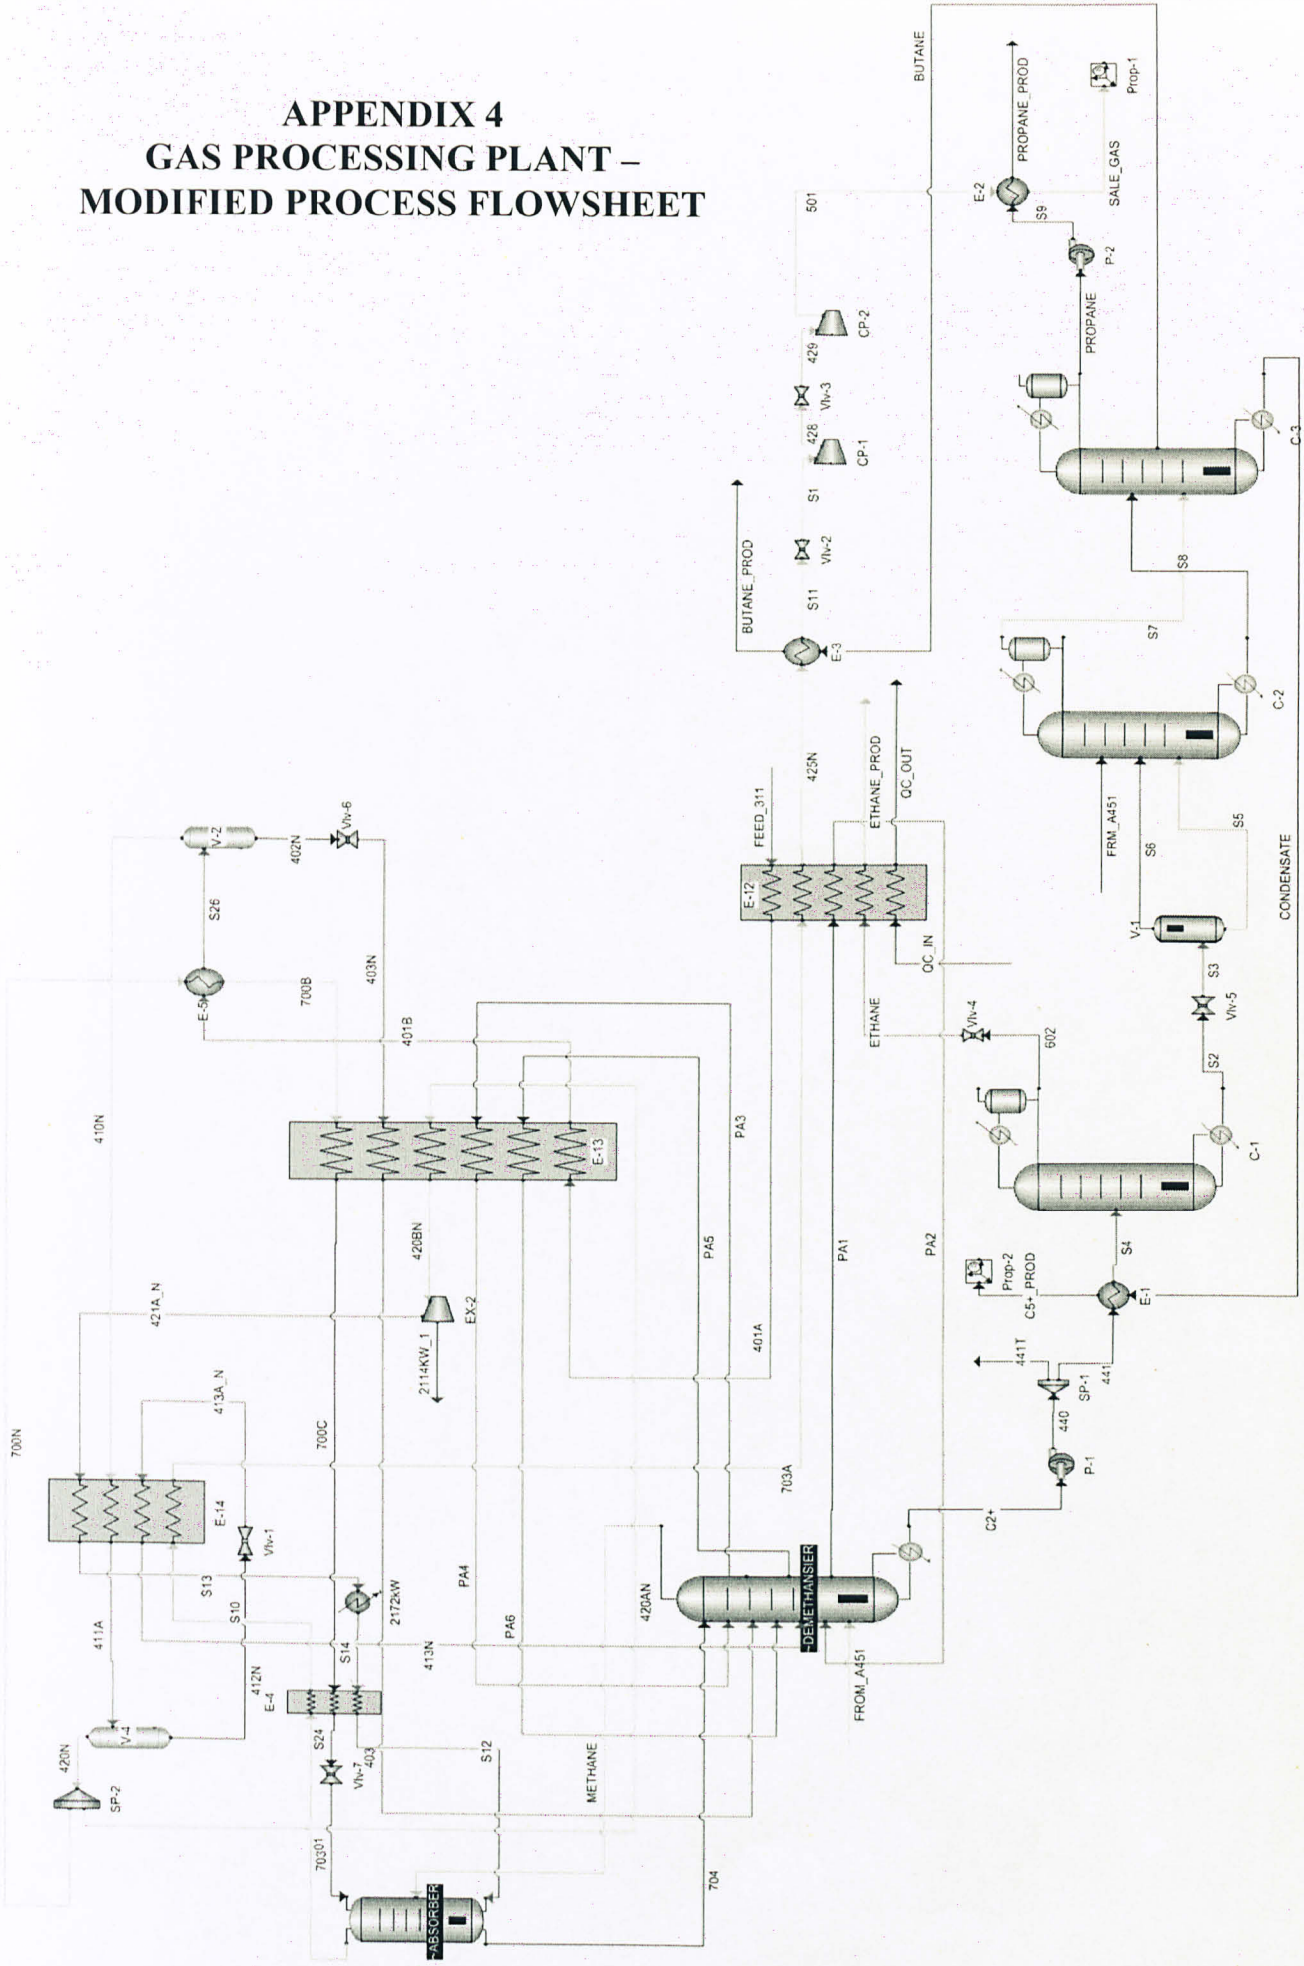 APPENDIX 4
GAS PROCESSING PLANT –
MODIFIED PROCESS FLOWSHEET
BUTANE
PROPANE_PROD
Prop-1
E-2
SALE_GAS
S9
501
P-2
PROPANE
CP-2
429
Vlv-3
428
CP-1
S1
C-3
BUTANE_PROD
Vlv-2
S11
S8
E-3
S7
C-2
V-2
Vlv-6
402N
S26
E-5
700B
403N
401B
410N
FEED_311
425N
E-12
ETHANE_PROD
QC_OUT
QC_IN
FRM_A451
S6
S5
V-1
CONDENSATE
S3
Vlv-5
S2
ETHANE
Vlv-4
602
C-1
E-13
PA3
PA5
PA1
PA2
S4
420BN
421A_N
EX-2
2114KW_1
401A
Prop-2
C5+_PROD
E-1
441T
441
SP-1
440
P-1
C2+
700N
413A_N
700C
E-14
Vlv-1
703A
S13
S10
411A
2172kW
PA4
PA6
420AN
~DEMETHANSIER
S14
413N
412N
E-4
FROM_A451
V-4
S24
420N
Vlv-7
403
S12
SP-2
METHANE
70301
704
~ABSORBER